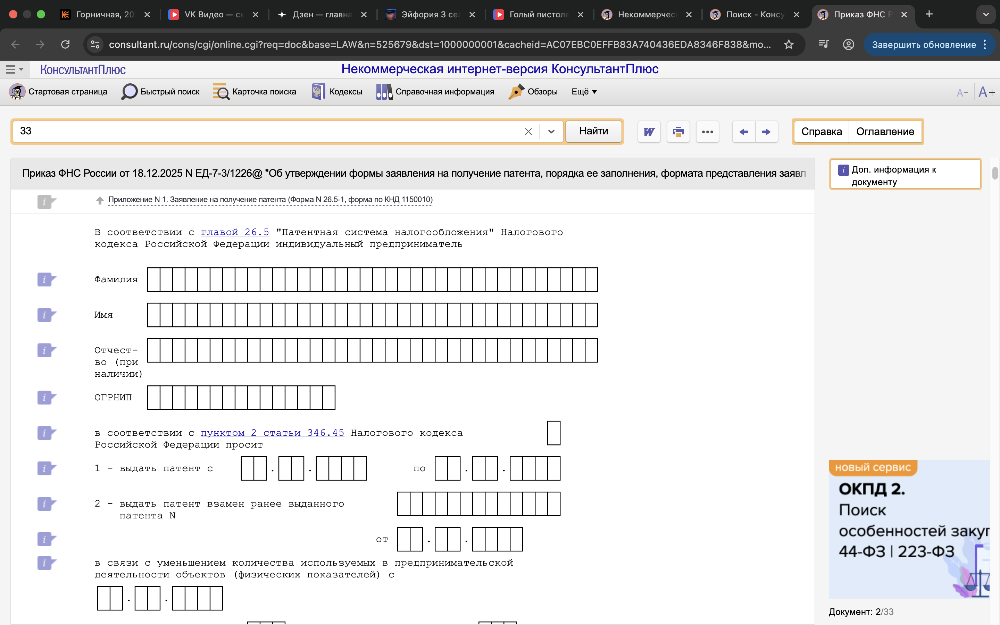 Горничная, 20
VK Видео — см
Дзен — главна
Эйфория 3 сез
Голый пистоле
Некоммерчес
Поиск - Консу
Приказ ФНС Р
consultant.ru/cons/cgi/online.cgi?req=doc&base=LAW&n=525679&dst=1000000001&cacheid=AC07EBC0EFFB83A740436EDA8346F838&mo...
Завершить обновление
КонсультантПлюс
Некоммерческая интернет-версия КонсультантПлюс
Стартовая страница
Быстрый поиск
Карточка поиска
Кодексы
Справочная информация
Обзоры
Ещё
A−
A+
33
Найти
Справка
Оглавление
Приказ ФНС России от 18.12.2025 N ЕД-7-3/1226@ "Об утверждении формы заявления на получение патента, порядка ее заполнения, формата представления заявл
Доп. информация к
документу
Приложение N 1. Заявление на получение патента (Форма N 26.5-1, форма по КНД 1150010)
В соответствии с главой 26.5 "Патентная система налогообложения" Налогового
кодекса Российской Федерации индивидуальный предприниматель
Фамилия
Имя
Отчест-
во (при
наличии)
ОГРНИП
в соответствии с пунктом 2 статьи 346.45 Налогового кодекса
Российской Федерации просит
1 - выдать патент с . . по . .
2 - выдать патент взамен ранее выданного
патента N
от . .
в связи с уменьшением количества используемых в предпринимательской
деятельности объектов (физических показателей) с
. .
новый сервис
ОКПД 2.
Поиск
особенностей закуп
44-ФЗ | 223-ФЗ
Документ: 2/33